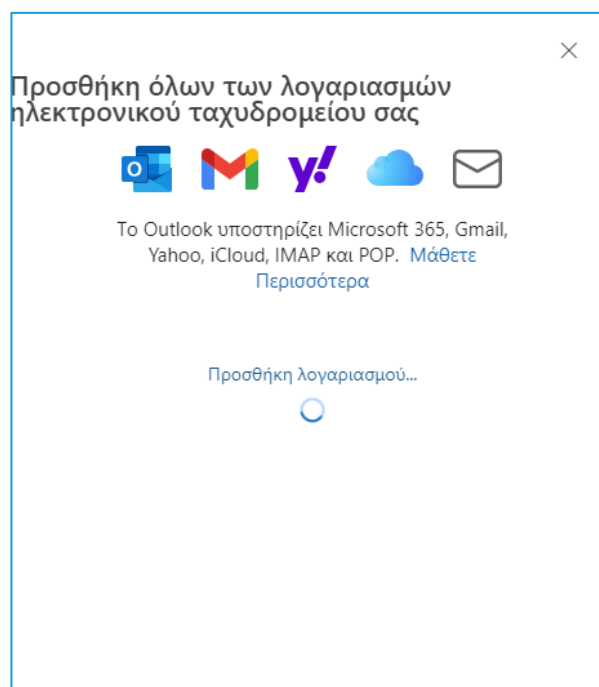 Προσθήκη όλων των λογαριασμών
ηλεκτρονικού ταχυδρομείου σας
Το Outlook υποστηρίζει Microsoft 365, Gmail,
Yahoo, iCloud, IMAP και POP. Μάθετε
Περισσότερα
Προσθήκη λογαριασμού...